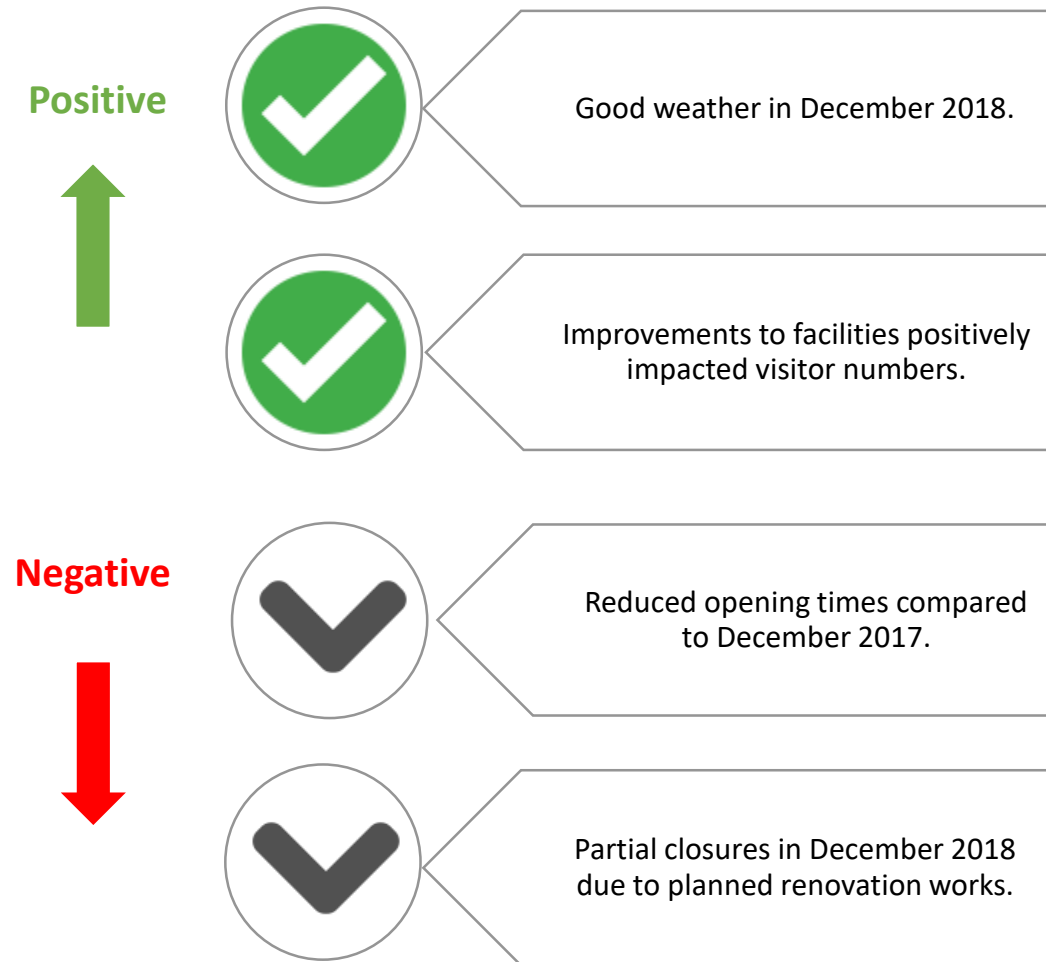 Positive
Good weather in December 2018.
Improvements to facilities positively
impacted visitor numbers.
Negative
Reduced opening times compared
to December 2017.
Partial closures in December 2018
due to planned renovation works.